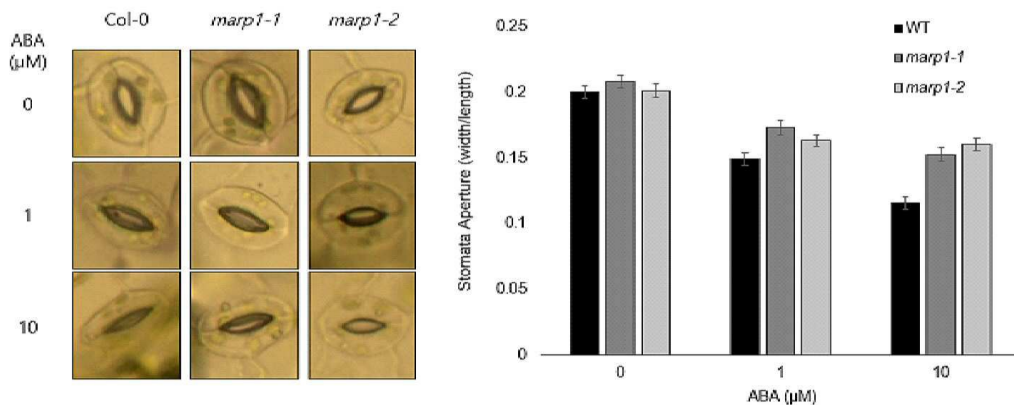 Col-0 marp1-1 marp1-2
ABA
(µM)
0
1
10
0.25
0.2
0.15
0.1
0.05
0
Stomata Aperture (width/length)
WT
marp1-1
marp1-2
0 1 10
ABA (µM)